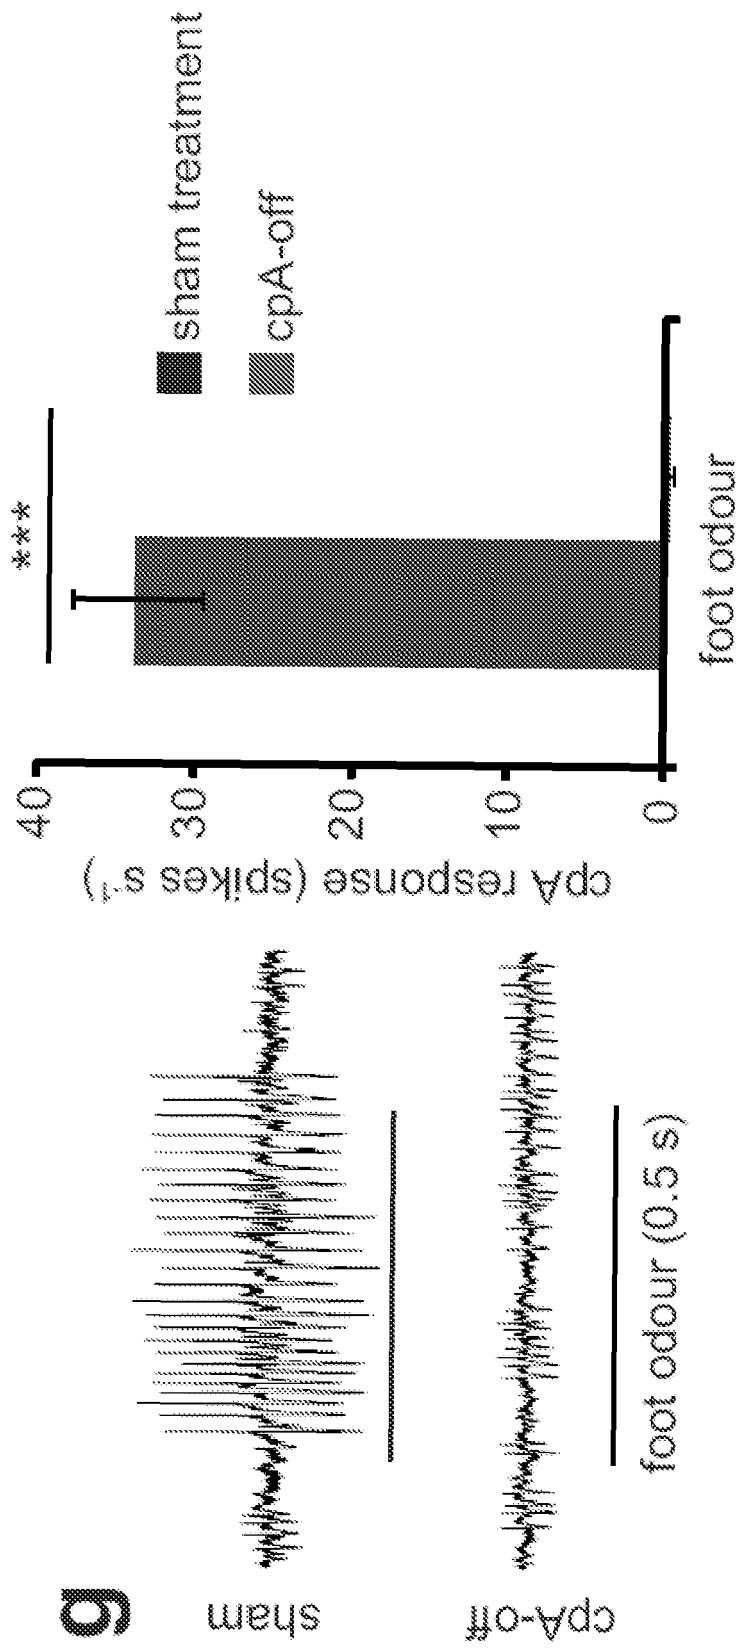 g
sham
cpA-off
foot odour (0.5 s)
cpA response (spikes s⁻¹)
40
30
20
10
0
***
foot odour
sham treatment
cpA-off